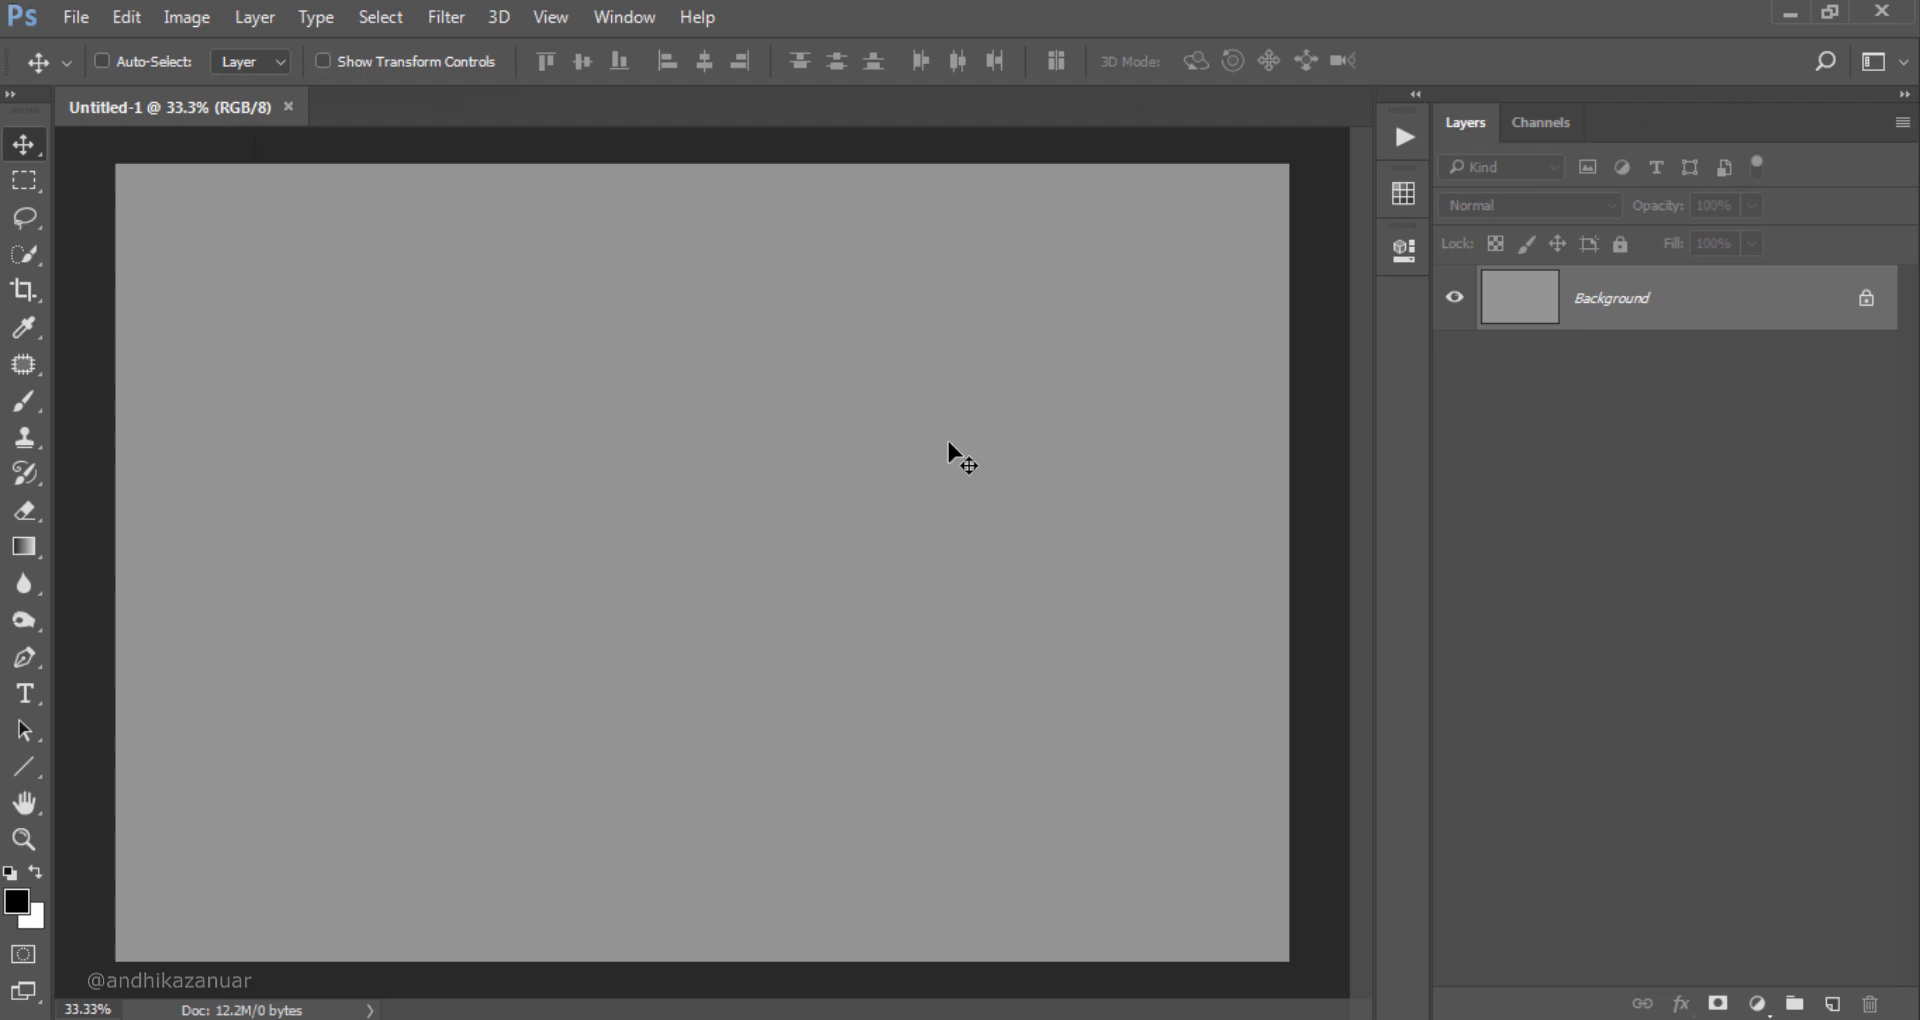 Ps File Edit Image Layer Type Select Filter 3D View Window Help
Auto-Select: Layer Show Transform Controls 3D Mode:
Untitled-1 @ 33.3% (RGB/8)
Layers Channels
Kind
Normal Opacity: 100%
Lock: Fill: 100%
Background
@andhikazanuar
33.33% Doc: 12.2M/0 bytes
fx